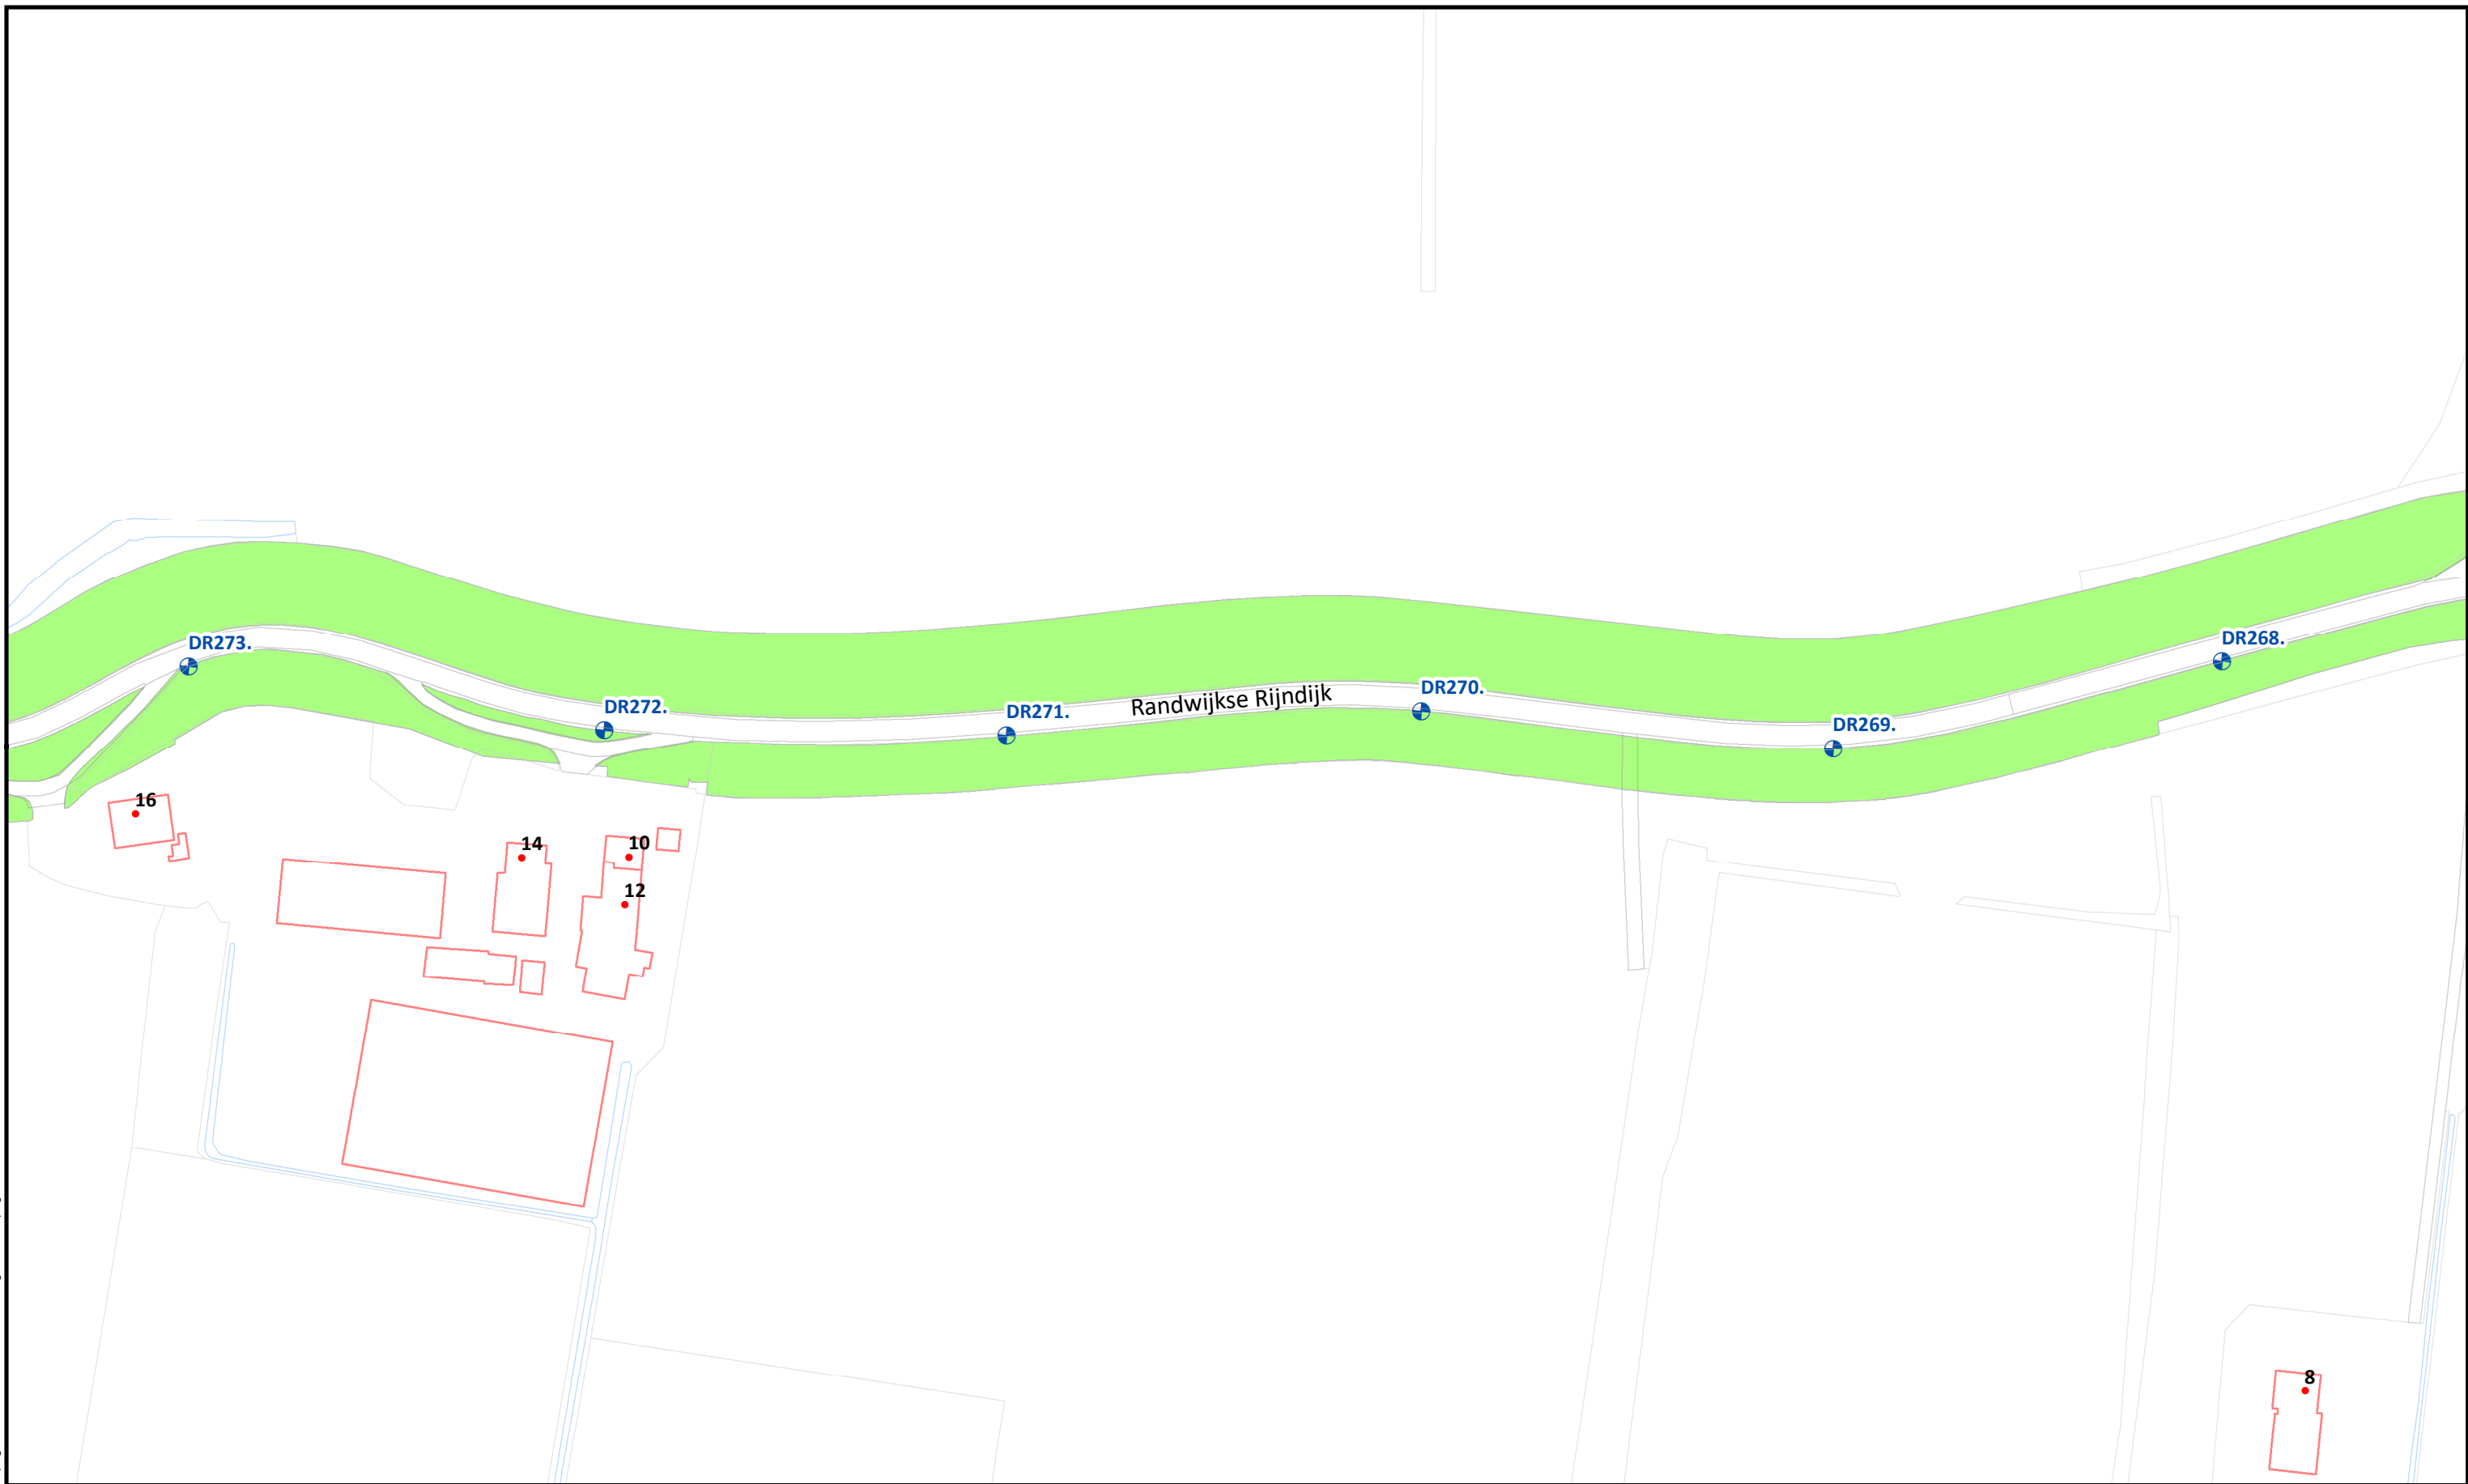 DR268.
DR273.
DR270.
Randwijkse Rijndijk
DR272.
DR271.
DR269.
16
14
10
12
8